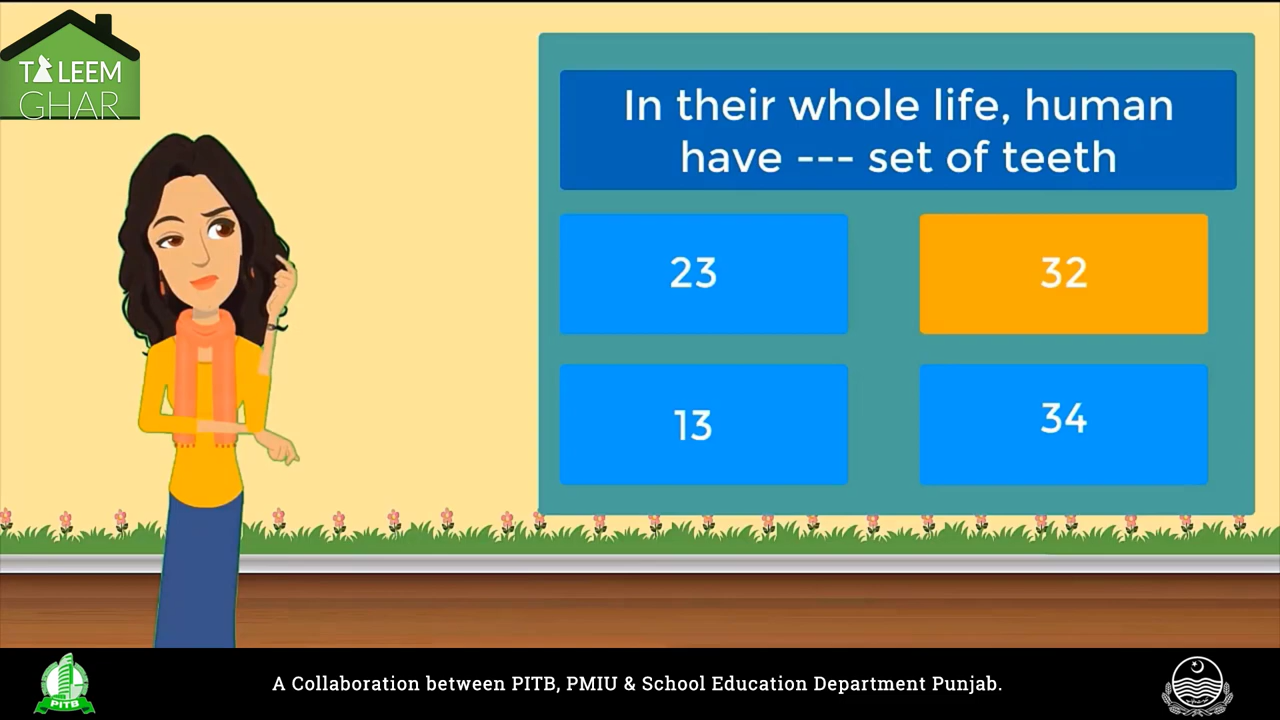 TALEEM
GHAR
In their whole life, human
have --- set of teeth
23
32
13
34
PITB
A Collaboration between PITB, PMIU & School Education Department Punjab.